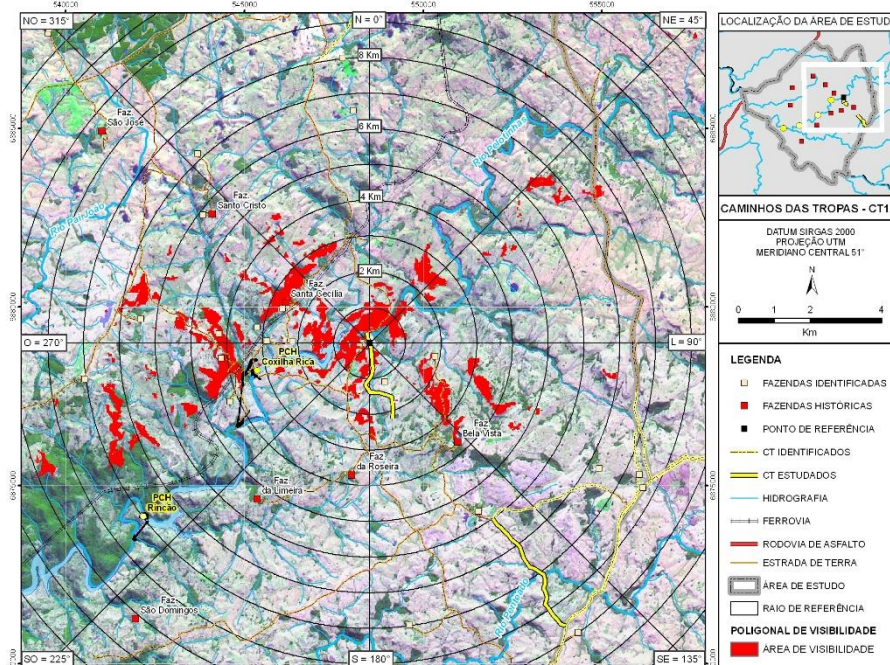 540000
545000
550000
555000
NO = 315°
N = 0°
NE = 45°
8 Km
6 Km
4 Km
2 Km
Faz.
São José
Faz.
Santo Cristo
Faz.
Santa Cecília
Rio Pelotinhas
O = 270°
L = 90°
PCH
Coxilha Rica
Faz.
Bela Vista
Faz.
da Roseira
Faz.
da Limeira
PCH
Rincão
Faz.
São Domingos
SO = 225°
S = 180°
SE = 135°
6885000
6880000
6875000
LOCALIZAÇÃO DA ÁREA DE ESTUD
CAMINHOS DAS TROPAS - CT1
DATUM SIRGAS 2000
PROJEÇÃO UTM
MERIDIANO CENTRAL 51°
N
0 2 4
Km
LEGENDA
FAZENDAS IDENTIFICADAS
FAZENDAS HISTÓRICAS
PONTO DE REFERÊNCIA
CT IDENTIFICADOS
CT ESTUDADOS
HIDROGRAFIA
FERROVIA
RODOVIA DE ASFALTO
ESTRADA DE TERRA
ÁREA DE ESTUDO
RAIO DE REFERÊNCIA
POLIGONAL DE VISIBILIDADE
ÁREA DE VISIBILIDADE